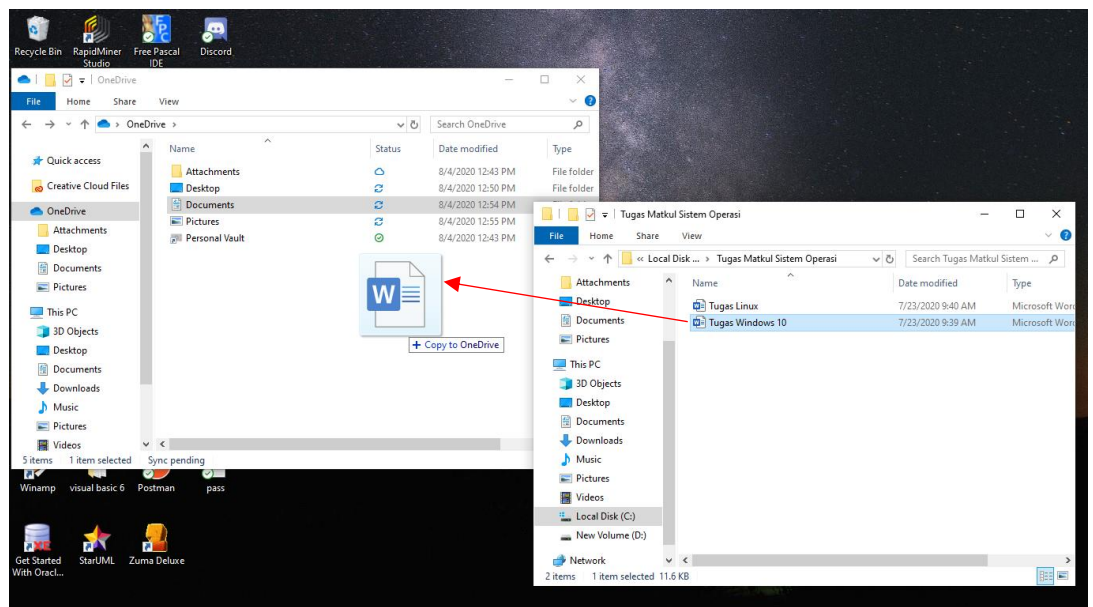 Recycle Bin
RapidMiner Studio
Free Pascal IDE
Discord
OneDrive
File Home Share View
OneDrive
Search OneDrive
Name Status Date modified Type
Attachments 8/4/2020 12:43 PM File folder
Desktop 8/4/2020 12:50 PM File folder
Documents 8/4/2020 12:54 PM
Pictures 8/4/2020 12:55 PM
Personal Vault 8/4/2020 12:43 PM
Quick access
Creative Cloud Files
OneDrive
Attachments
Desktop
Documents
Pictures
This PC
3D Objects
Desktop
Documents
Downloads
Music
Pictures
Videos
W
+ Copy to OneDrive
5 items 1 item selected Sync pending
Tugas Matkul Sistem Operasi
File Home Share View
« Local Disk ... › Tugas Matkul Sistem Operasi
Search Tugas Matkul Sistem ...
Name Date modified Type
Tugas Linux 7/23/2020 9:40 AM Microsoft Word
Tugas Windows 10 7/23/2020 9:39 AM Microsoft Word
Attachments
Desktop
Documents
Pictures
This PC
3D Objects
Desktop
Documents
Downloads
Music
Pictures
Videos
Local Disk (C:)
New Volume (D:)
Network
2 items 1 item selected 11.6 KB
Winamp
visual basic 6
Postman
pass
Get Started With Oracl...
StarUML
Zuma Deluxe